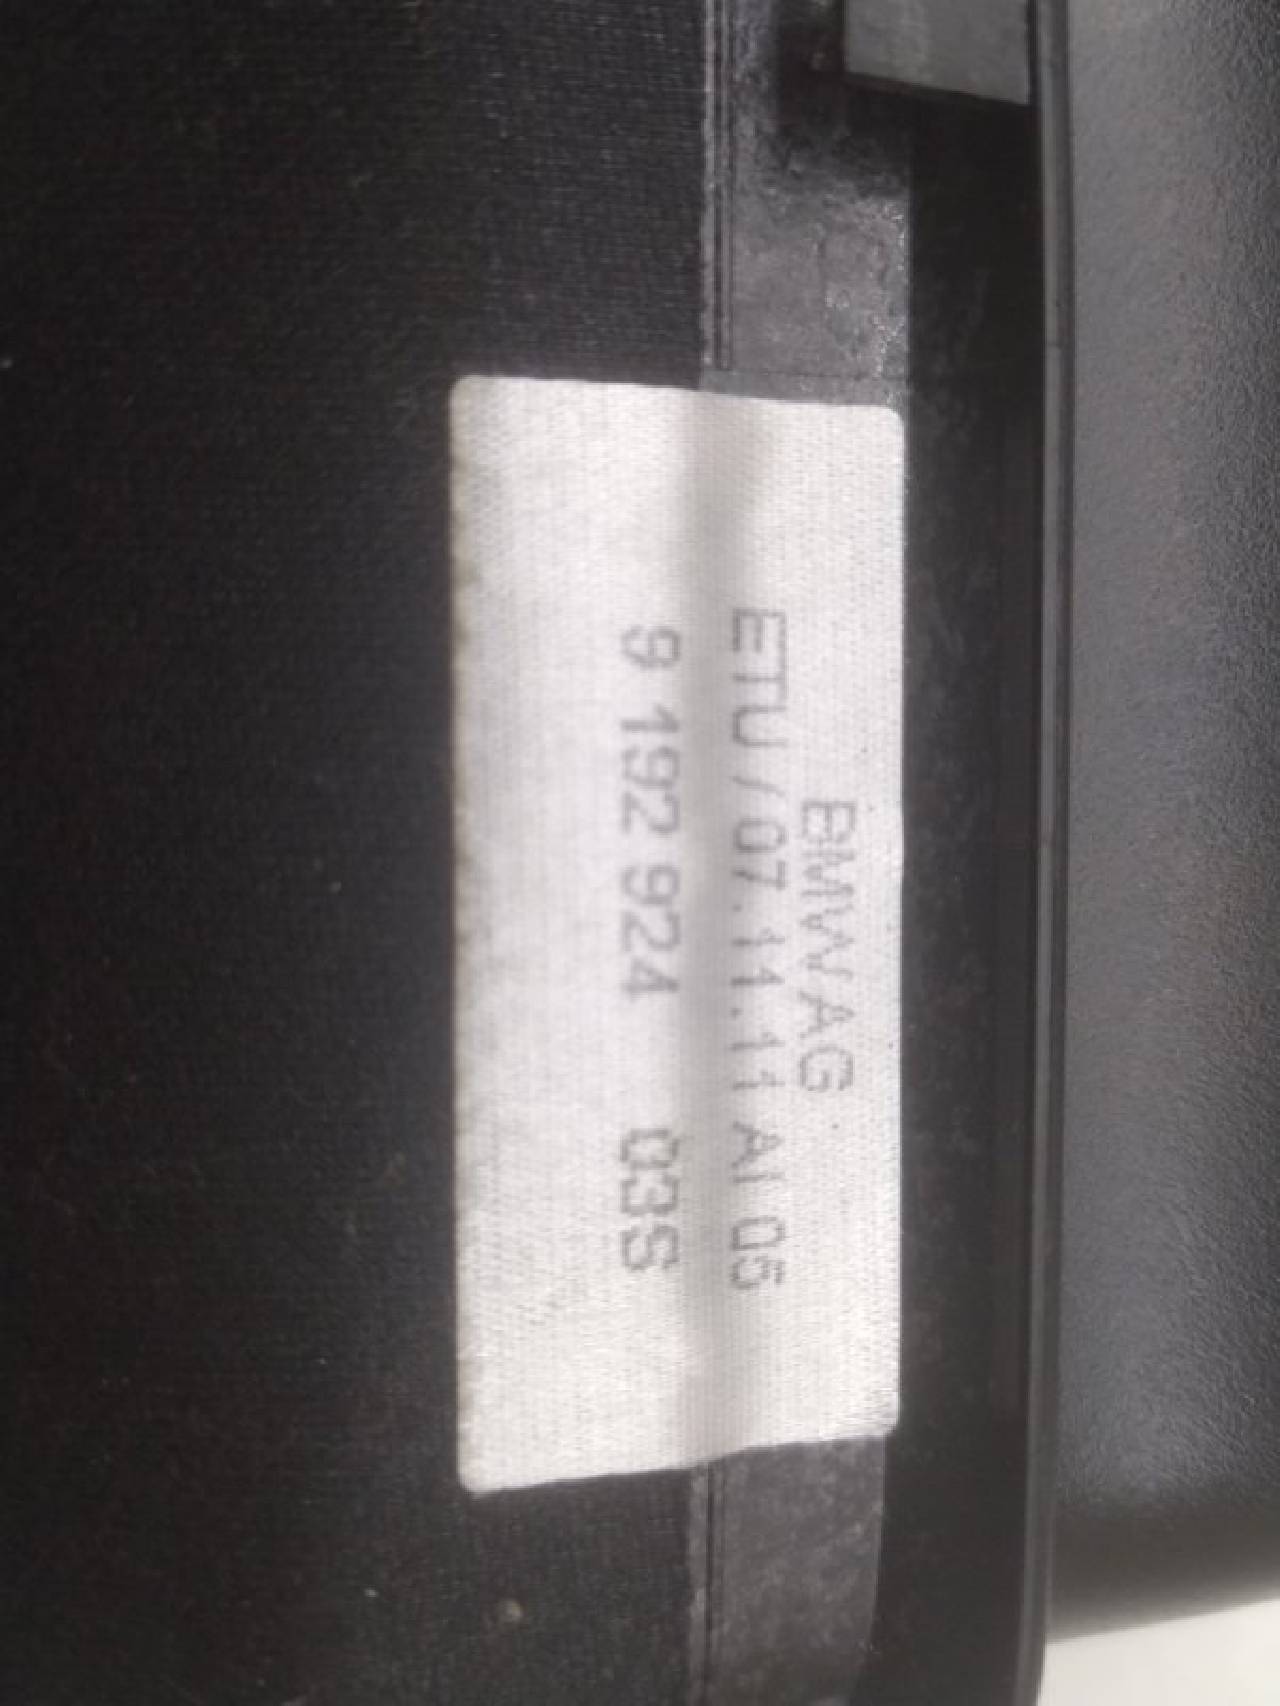 BMW AG
ETU / 07.11.11 AI 05
9 192 924 03S